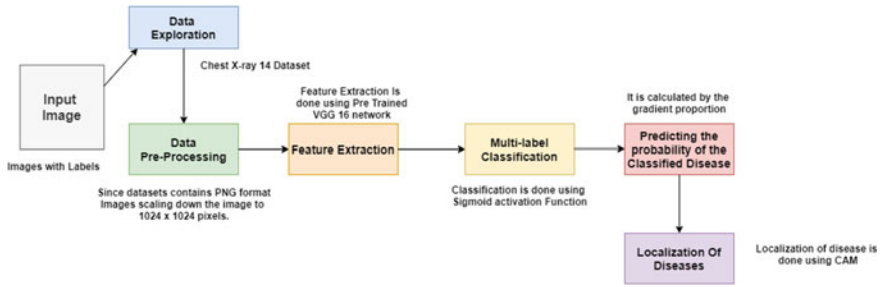 Data
Exploration
Chest X-ray 14 Dataset
Input
Image
Images with Labels
Data
Pre-Processing
Since datasets contains PNG format
Images scaling down the image to
1024 x 1024 pixels.
Feature Extraction Is
done using Pre Trained
VGG 16 network
Feature Extraction
Multi-label
Classification
Classification is done using
Sigmoid activation Function
It is calculated by the
gradient proportion
Predicting the
probability of the
Classified Disease
Localization Of
Diseases
Localization of disease is
done using CAM